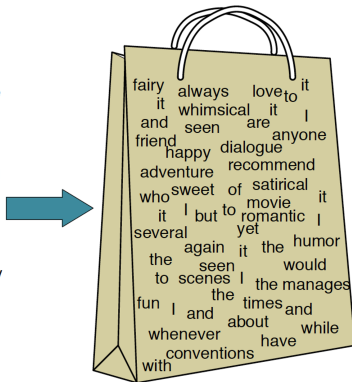 fairy always love to it
it whimsical it I
and seen are anyone
friend happy dialogue
adventure recommend
who sweet of satirical it
it I but to movie romantic I
several yet
again it the humor
the seen would
to scenes I the manages
fun the times and
I and about while
whenever have
with conventions